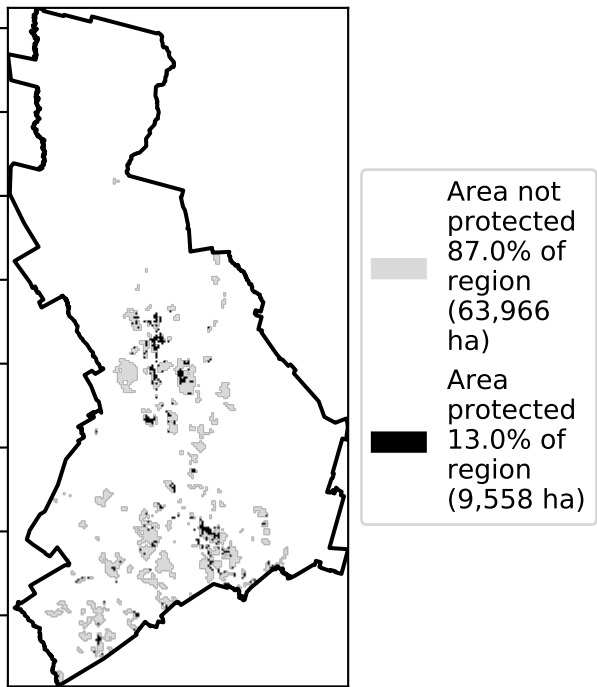 Area not
protected
87.0% of
region
(63,966
ha)
Area
protected
13.0% of
region
(9,558 ha)